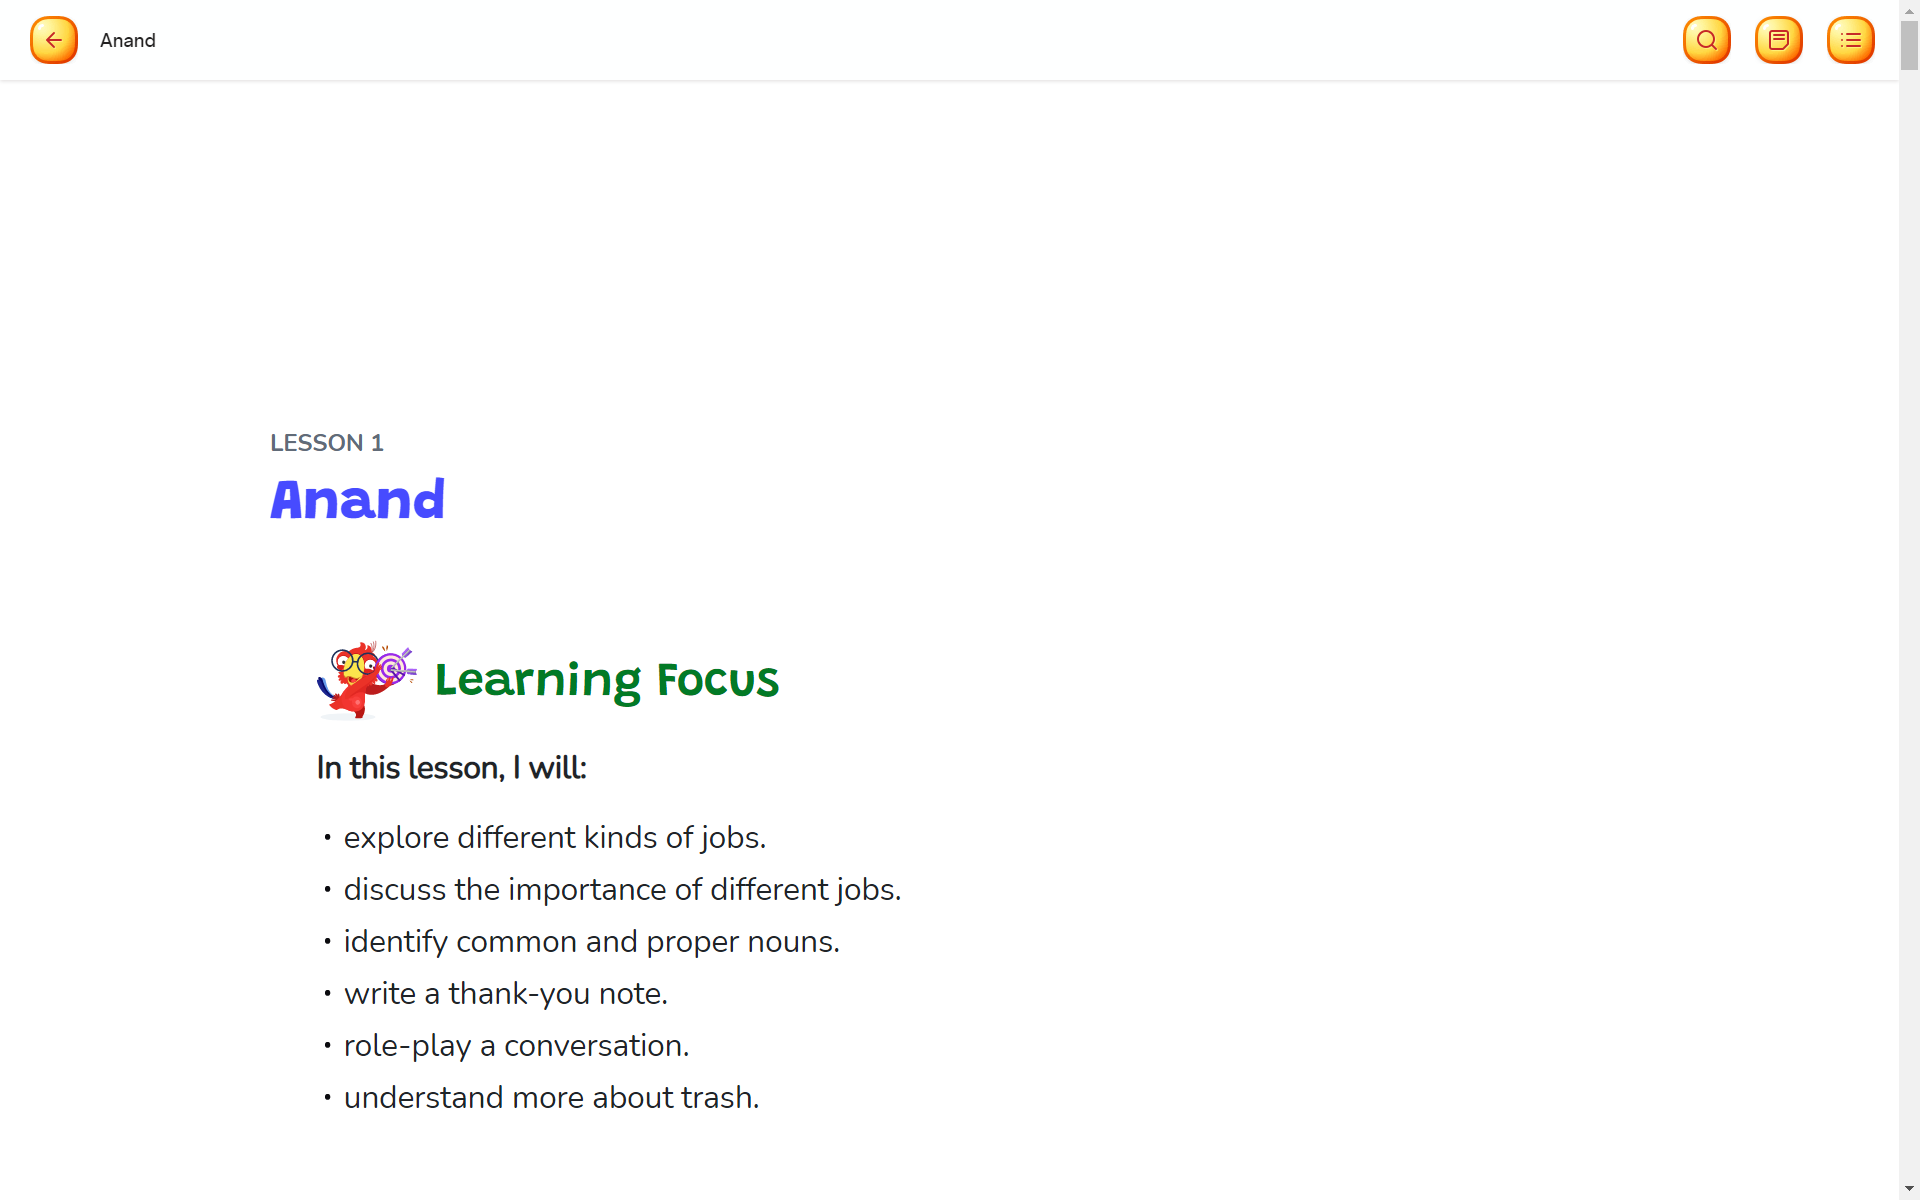 Anand
LESSON 1
Anand
Learning Focus
In this lesson, I will:
• explore different kinds of jobs.
• discuss the importance of different jobs.
• identify common and proper nouns.
• write a thank-you note.
• role-play a conversation.
• understand more about trash.